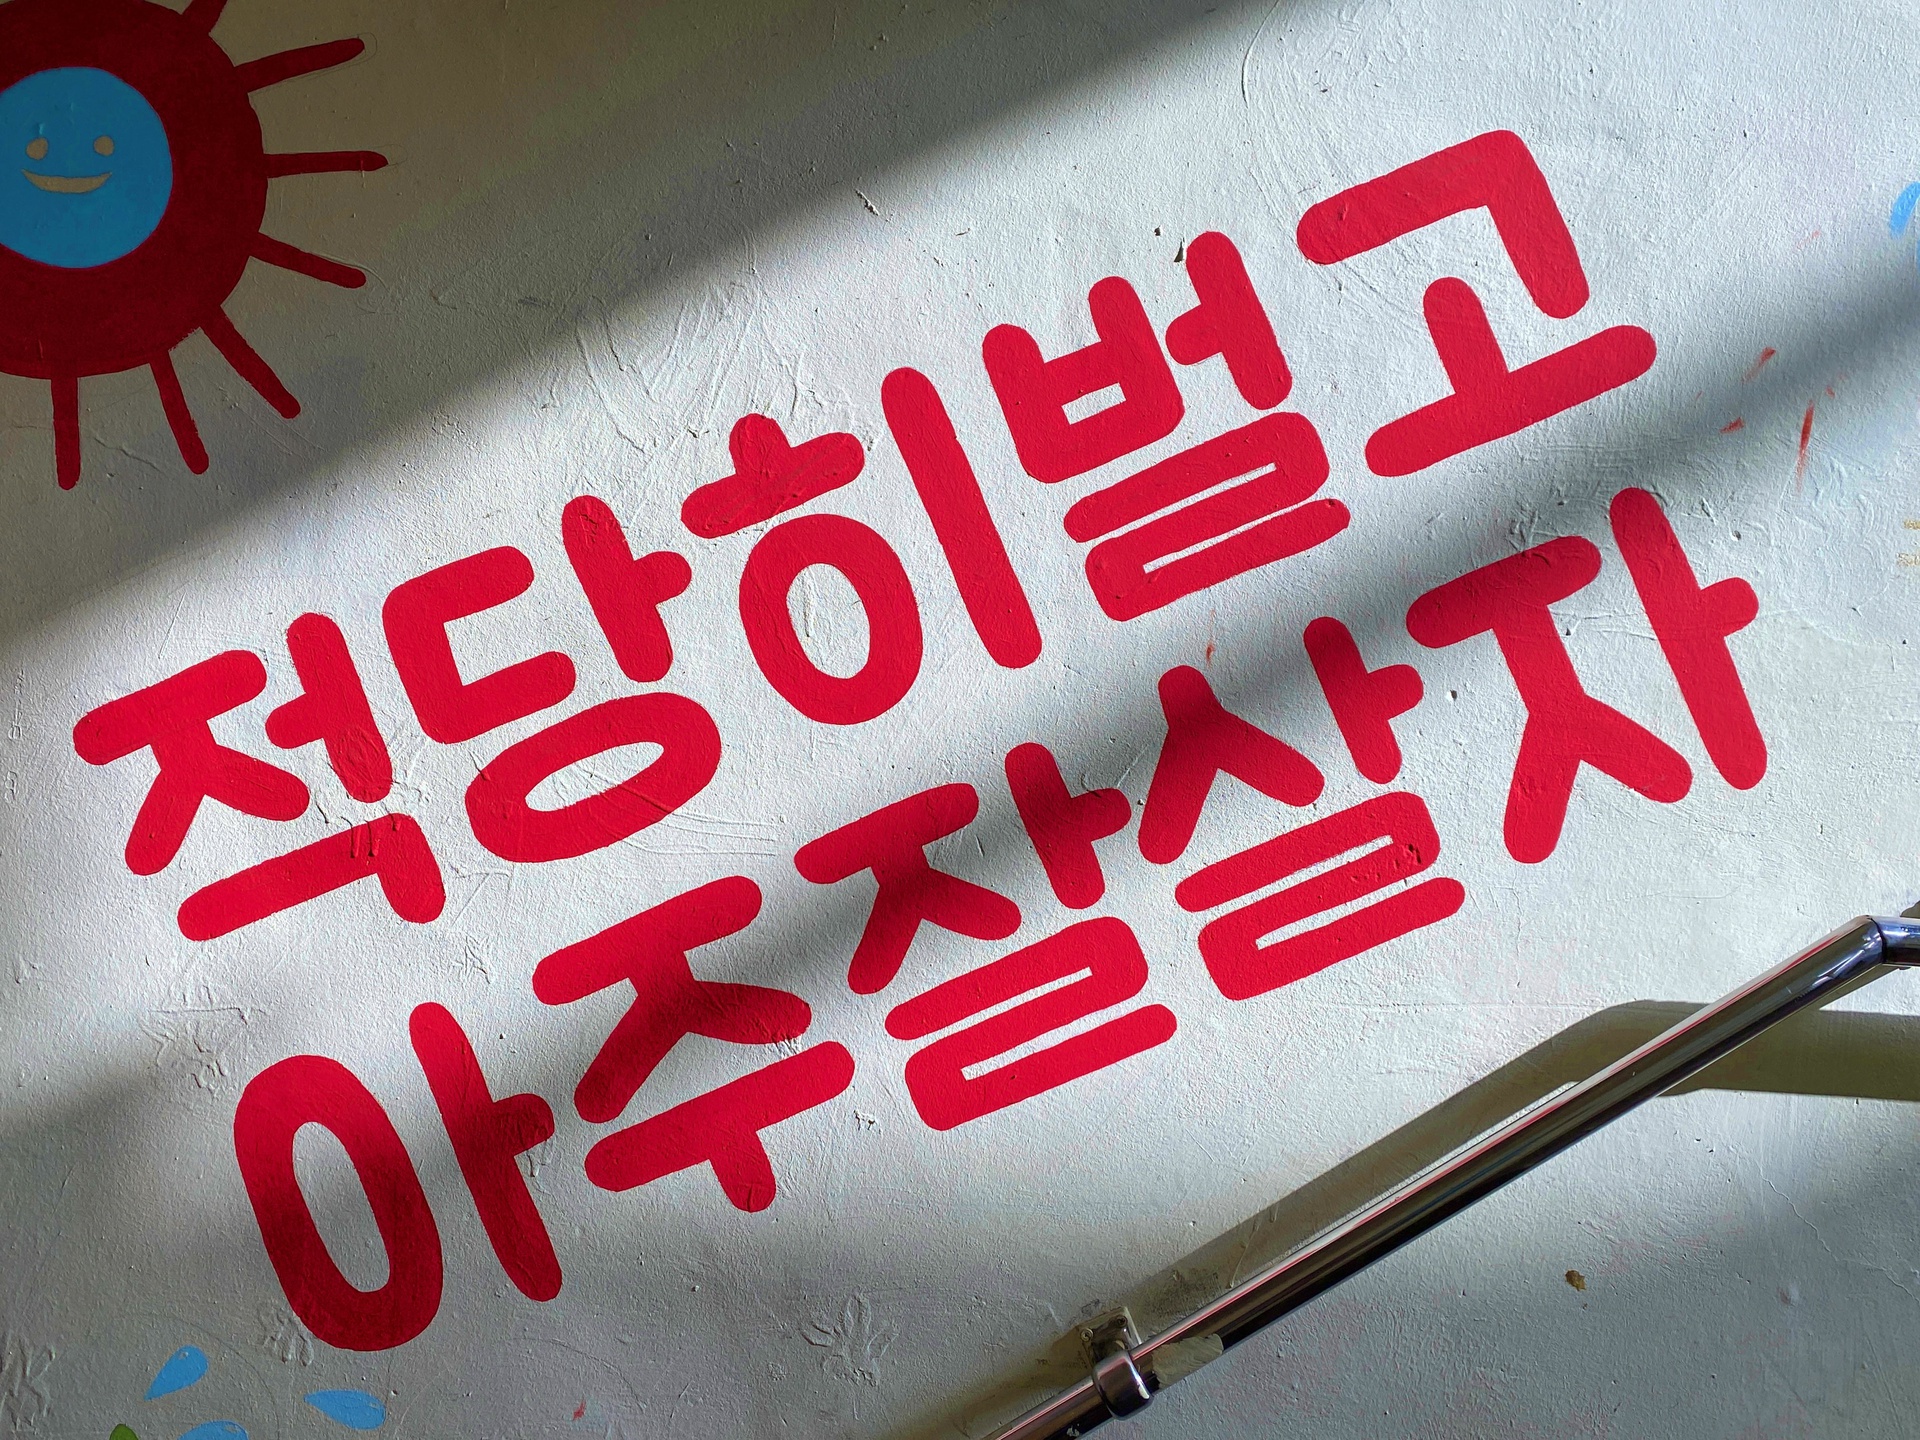 적당히 벌고
아주 잘 살자